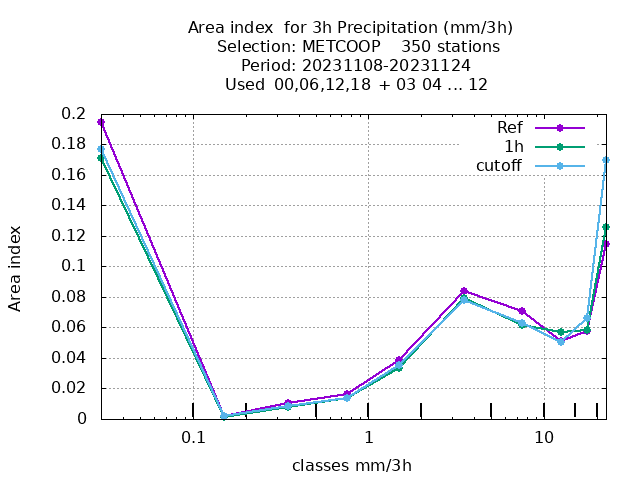 Area index  for 3h Precipitation (mm/3h)
Selection: METCOOP    350 stations
Period: 20231108-20231124
Used  00,06,12,18  + 03 04 ... 12
Ref
1h
cutoff
0.2
0.18
0.16
0.14
0.12
0.1
0.08
0.06
0.04
0.02
0
Area index
0.1 1 10
classes mm/3h